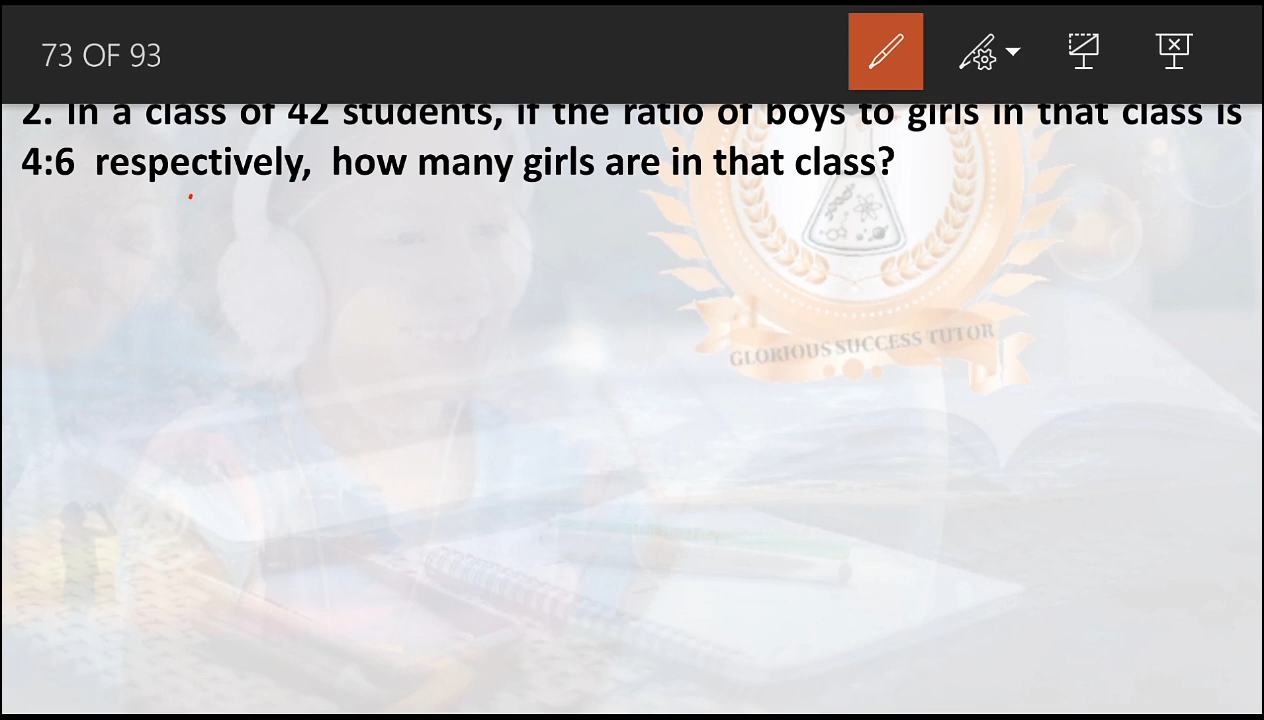 73 OF 93
2. In a class of 42 students, if the ratio of boys to girls in that class is
4:6 respectively, how many girls are in that class?
GLORIOUS SUCCESS TUTOR